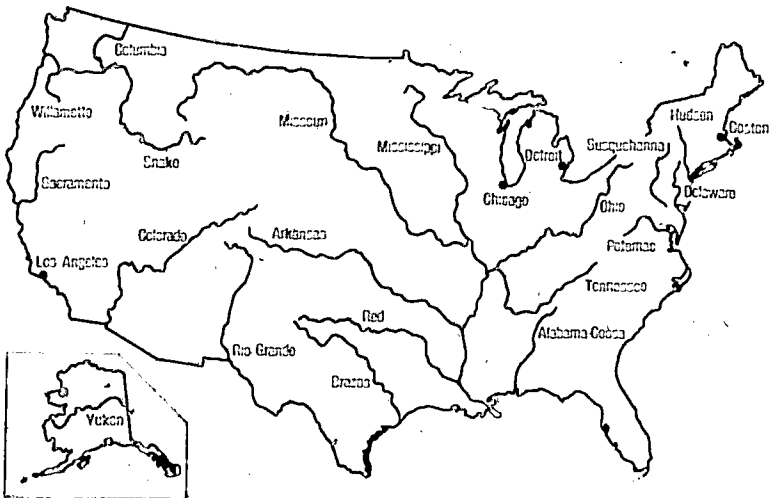 Columbia
Hudson
Willamette
Missouri
Boston
Mississippi
Susquehanna
Snake
Detroit
Sacramento
Chicago
Delaware
Ohio
Colorado
Arkansas
Potomac
Los Angeles
Tennessee
Red
Alabama-Coosa
Rio Grande
Brazos
Yukon